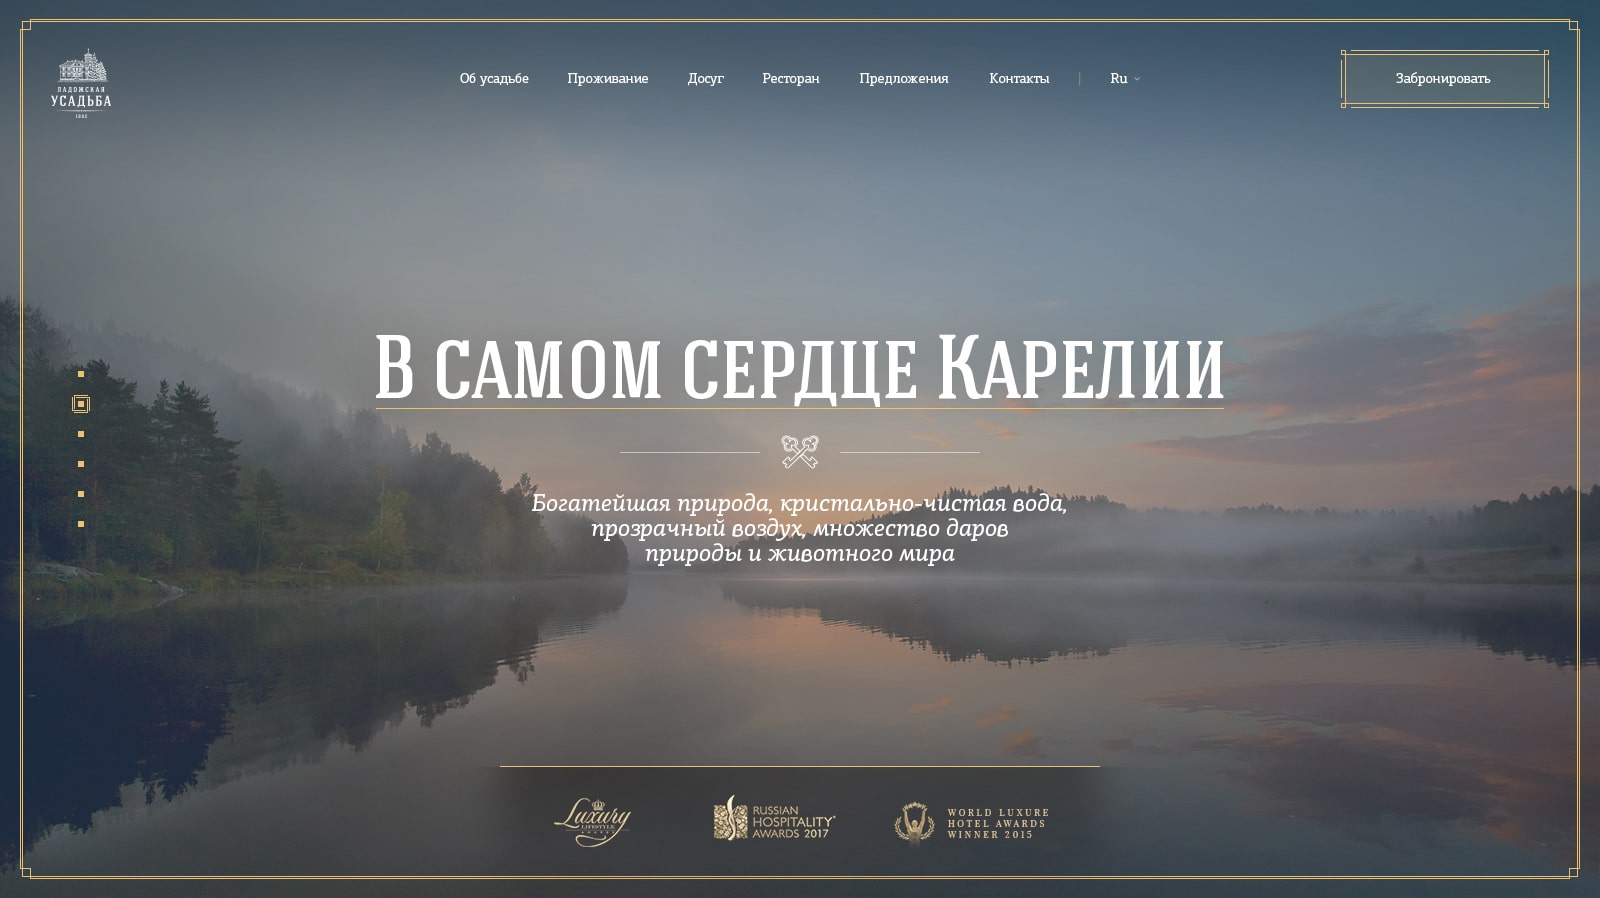 ЛАДОЖСКАЯ
УСАДЬБА
1882
Об усадьбе
Проживание
Досуг
Ресторан
Предложения
Контакты
|
Ru
Забронировать
В самом сердце Карелии
Богатейшая природа, кристально-чистая вода,
прозрачный воздух, множество даров
природы и животного мира
Luxury
LIFESTYLE
AWARDS
RUSSIAN
HOSPITALITY
AWARDS 2017
WORLD LUXURE
HOTEL AWARDS
WINNER 2015